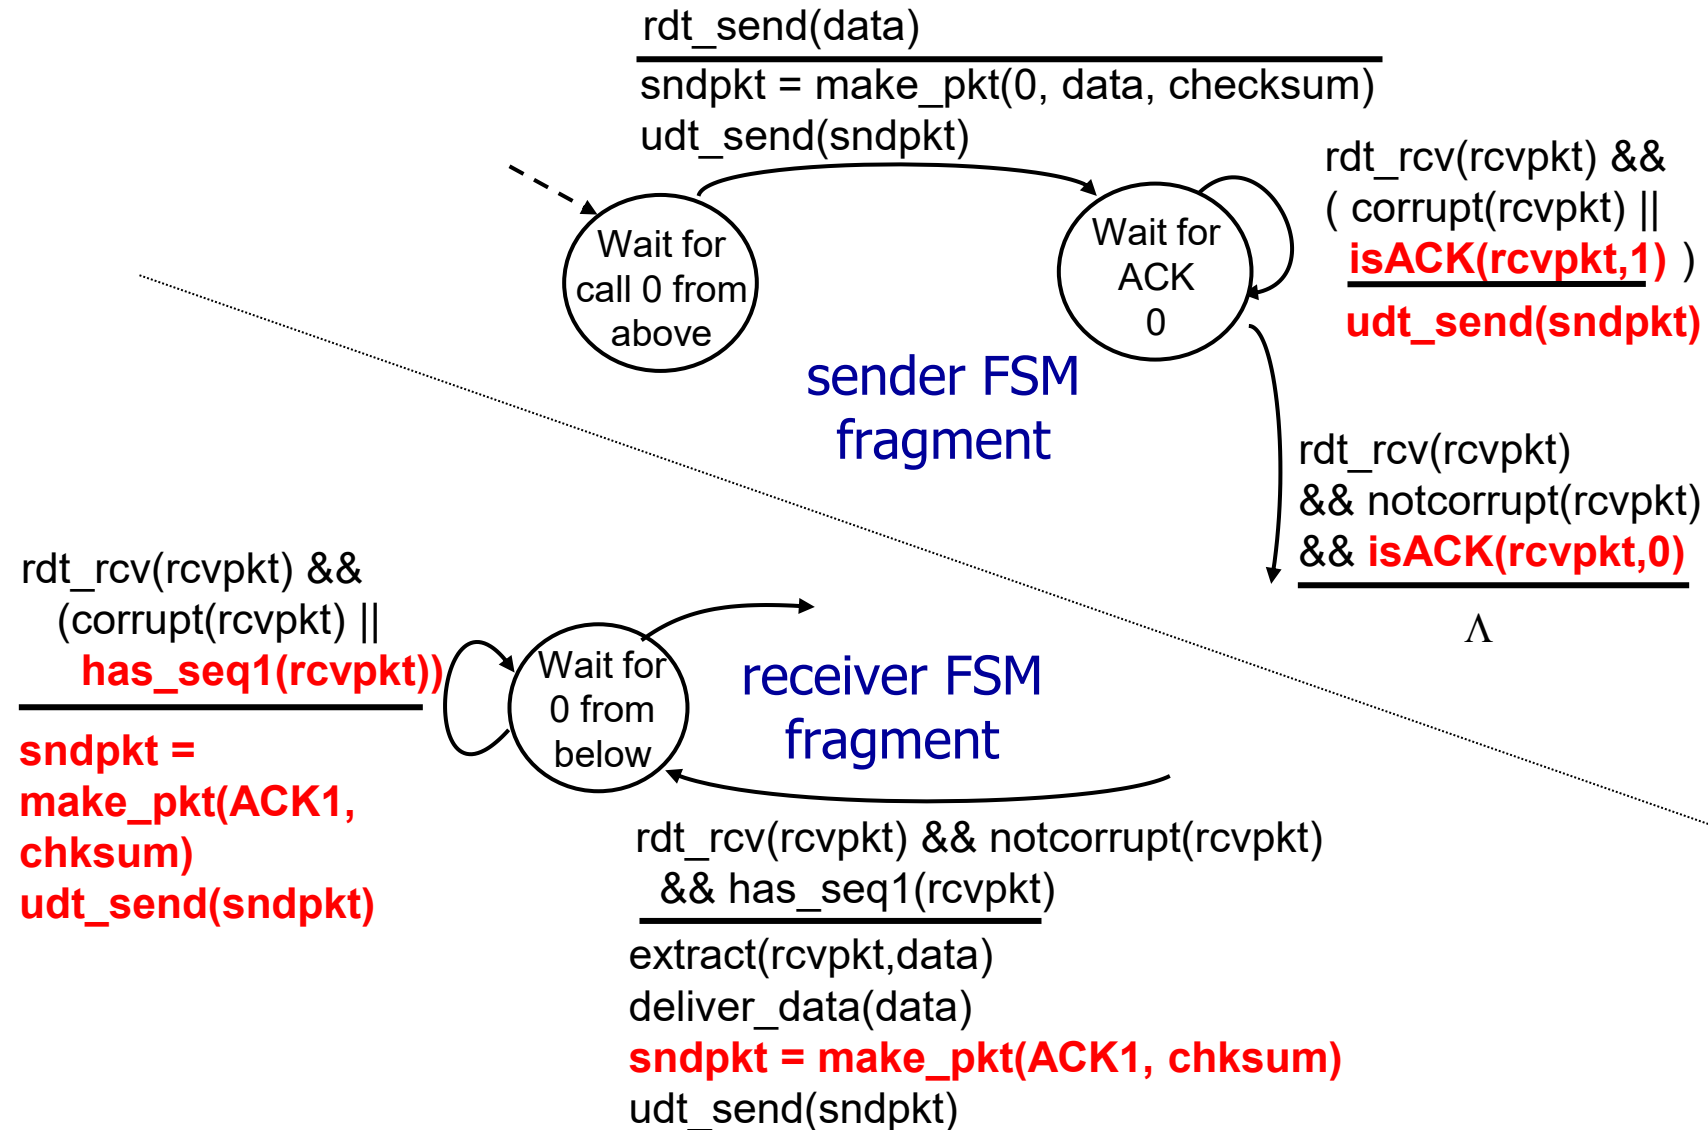 rdt_send(data)
sndpkt = make_pkt(0, data, checksum)
udt_send(sndpkt)
rdt_rcv(rcvpkt) &&
( corrupt(rcvpkt) ||
isACK(rcvpkt,1) )
udt_send(sndpkt)
Wait for
call 0 from
above
Wait for
ACK
0
sender FSM
fragment
rdt_rcv(rcvpkt)
&& notcorrupt(rcvpkt)
&& isACK(rcvpkt,0)
Λ
rdt_rcv(rcvpkt) &&
(corrupt(rcvpkt) ||
has_seq1(rcvpkt))
sndpkt =
make_pkt(ACK1,
chksum)
udt_send(sndpkt)
Wait for
0 from
below
receiver FSM
fragment
rdt_rcv(rcvpkt) && notcorrupt(rcvpkt)
&& has_seq1(rcvpkt)
extract(rcvpkt,data)
deliver_data(data)
sndpkt = make_pkt(ACK1, chksum)
udt_send(sndpkt)